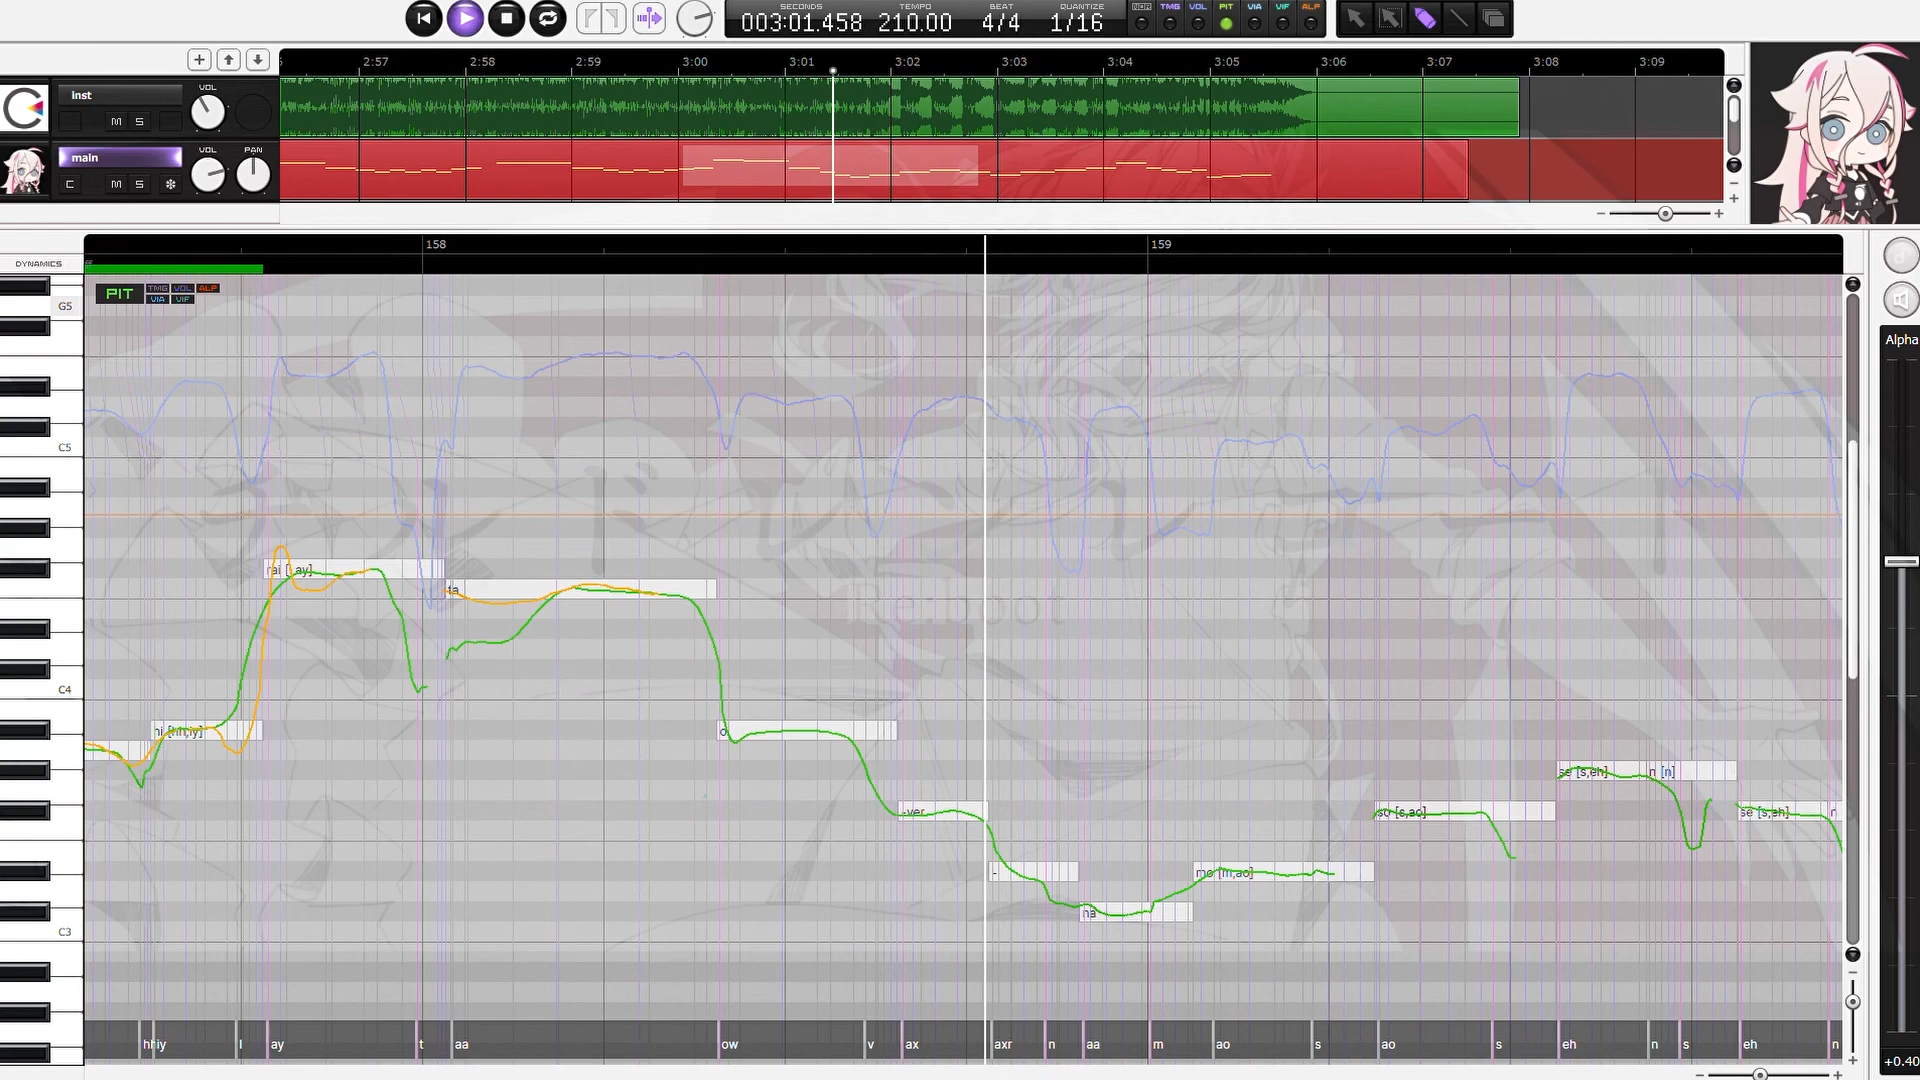 SECONDS TEMPO BEAT QUANTIZE
003:01.458 210.00 4/4 1/16
NOR TMG VOL PIT VIA VIF ALP
2:57 2:58 2:59 3:00 3:01 3:02 3:03 3:04 3:05 3:06 3:07 3:08 3:09
inst
VOL
M S
main
VOL PAN
C M S
158 159
DYNAMICS
PIT TMG VOL ALP
VIA VIF
G5
Alpha
C5
ta
Reboot
C4
hi [hh,iy]
o
-ver
so [s,ao]
se [s,eh] n [n]
se [s,eh] n
-
mo [m,ao]
na
C3
hh iy l ay t aa ow v ax axr n aa m ao s ao s eh n s eh n
+0.40